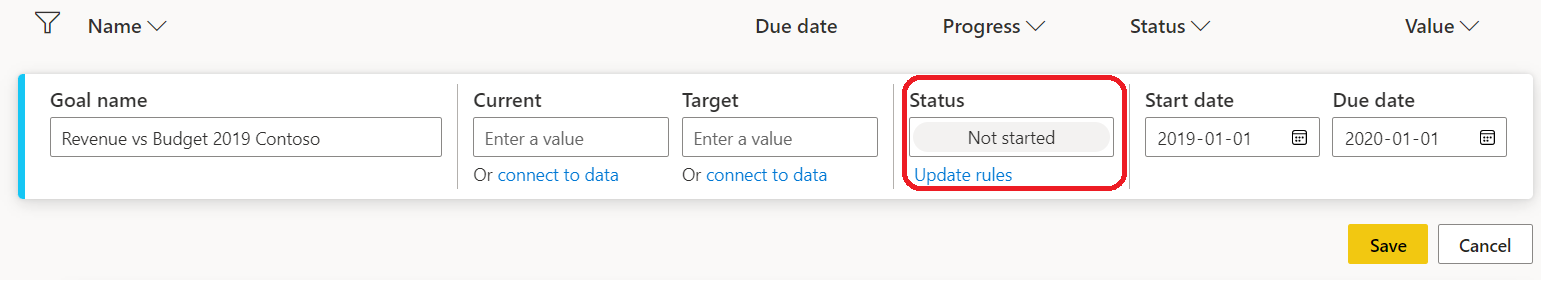 Name Due date Progress Status Value
Goal name Current Target Status Start date Due date
Revenue vs Budget 2019 Contoso Enter a value Enter a value Not started 2019-01-01 2020-01-01
Or connect to data Or connect to data Update rules
Save Cancel